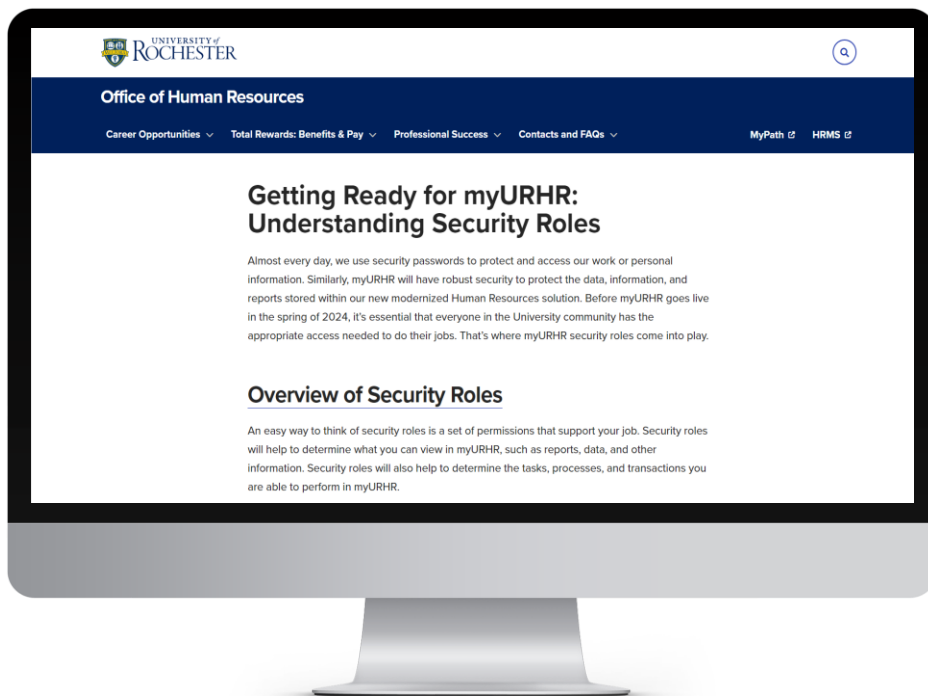 UNIVERSITY of
ROCHESTER
Office of Human Resources
Career Opportunities
Total Rewards: Benefits & Pay
Professional Success
Contacts and FAQs
MyPath
HRMS
Getting Ready for myURHR:
Understanding Security Roles
Almost every day, we use security passwords to protect and access our work or personal
information. Similarly, myURHR will have robust security to protect the data, information, and
reports stored within our new modernized Human Resources solution. Before myURHR goes live
in the spring of 2024, it's essential that everyone in the University community has the
appropriate access needed to do their jobs. That's where myURHR security roles come into play.
Overview of Security Roles
An easy way to think of security roles is a set of permissions that support your job. Security roles
will help to determine what you can view in myURHR, such as reports, data, and other
information. Security roles will also help to determine the tasks, processes, and transactions you
are able to perform in myURHR.